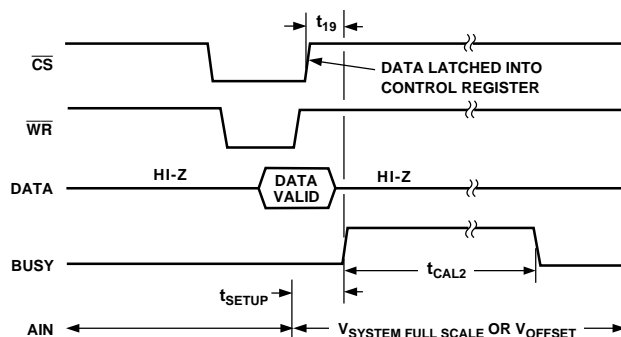 t19
CS
DATA LATCHED INTO
CONTROL REGISTER
WR
DATA
HI-Z
DATA
VALID
HI-Z
BUSY
tCAL2
tSETUP
AIN
VSYSTEM FULL SCALE OR VOFFSET